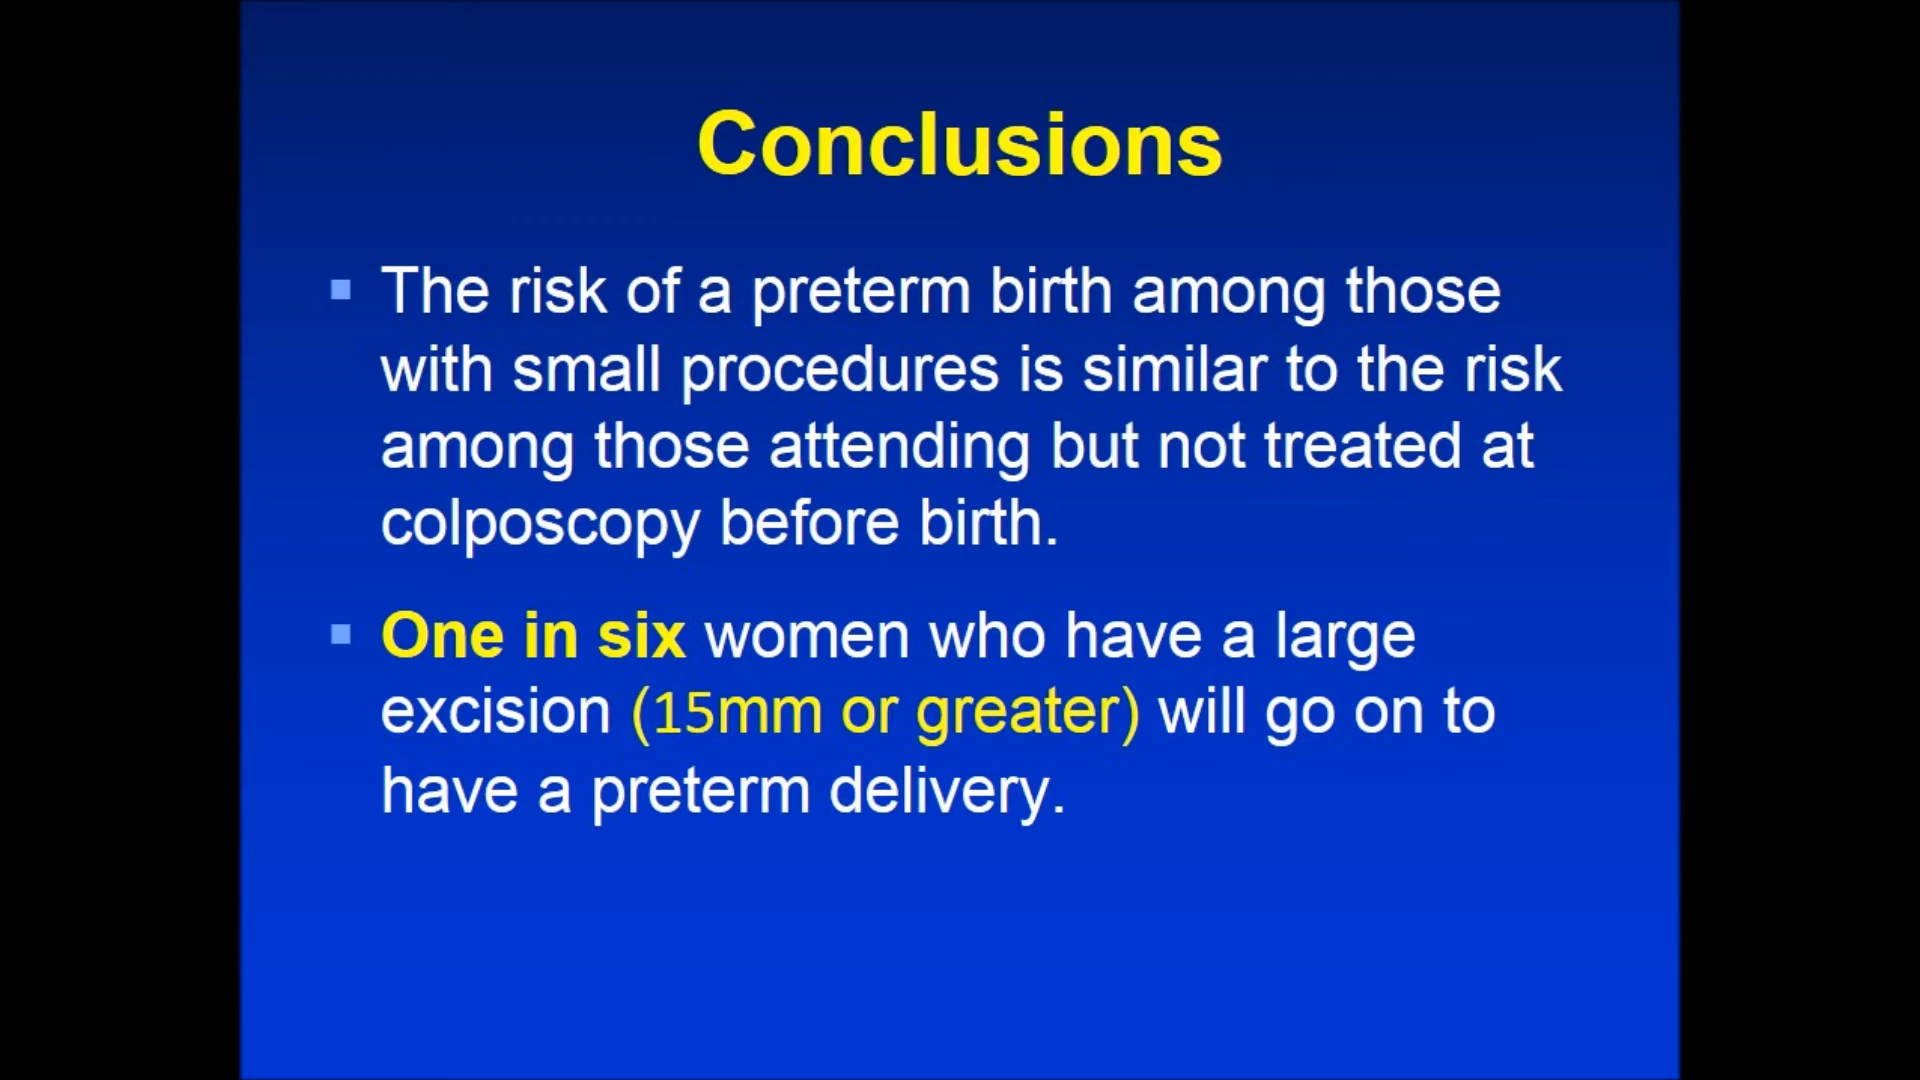 Conclusions
The risk of a preterm birth among those
with small procedures is similar to the risk
among those attending but not treated at
colposcopy before birth.
One in six women who have a large
excision (15mm or greater) will go on to
have a preterm delivery.